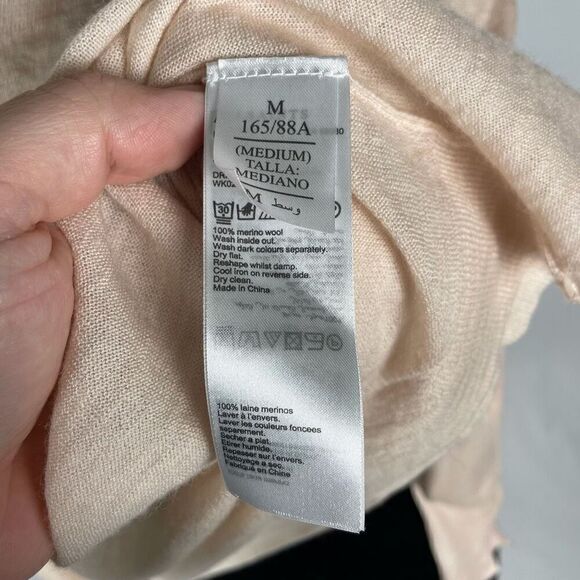 M
165/88A
(MEDIUM)
TALLA:
MEDIANO
وسط M
30
100% merino wool
Wash inside out.
Wash dark colours separately.
Dry flat.
Reshape whilst damp.
Cool iron on reverse side.
Dry clean.
Made in China
100% laine merinos
Laver à l'envers.
Laver les couleurs foncees
separement.
Secher a plat.
Etirer humide.
Repasser sur l'envers.
Nettoyage a sec.
Fabriqué en Chine